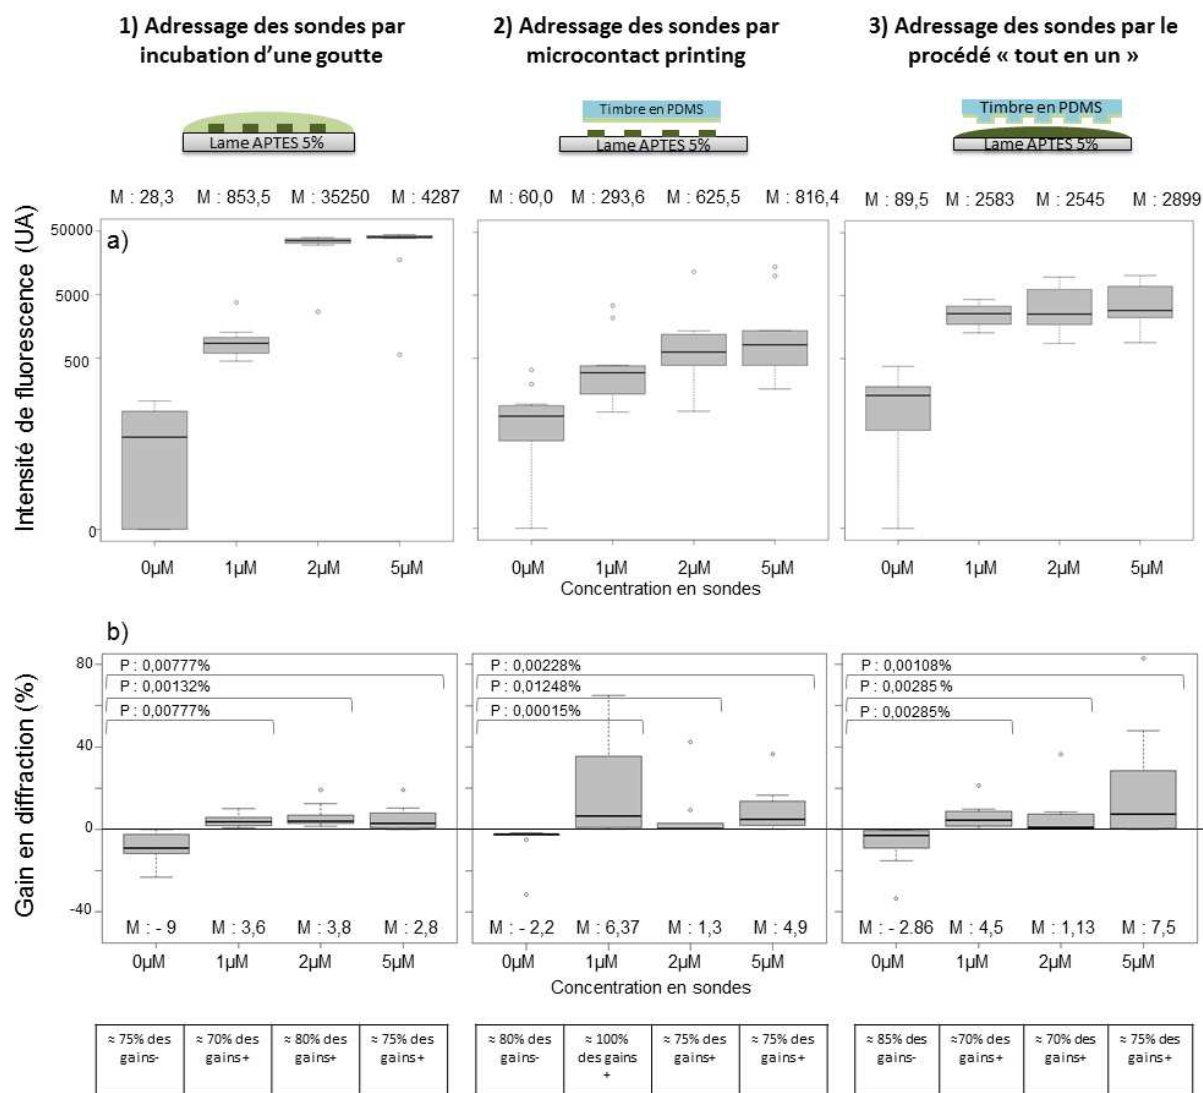 1) Adressage des sondes par
incubation d'une goutte
2) Adressage des sondes par
microcontact printing
3) Adressage des sondes par le
procédé « tout en un »
Lame APTES 5%
Timbre en PDMS
Lame APTES 5%
Timbre en PDMS
Lame APTES 5%
M : 28,3 M : 853,5 M : 35250 M : 4287
M : 60,0 M : 293,6 M : 625,5 M : 816,4
M : 89,5 M : 2583 M : 2545 M : 2899
Intensité de fluorescence (UA)
a)
50000
5000
500
0
0µM 1µM 2µM 5µM
0µM 1µM 2µM 5µM
0µM 1µM 2µM 5µM
Concentration en sondes
b)
Gain en diffraction (%)
80
40
0
-40
P : 0,00777%
P : 0,00132%
P : 0,00777%
M : - 9 M : 3,6 M : 3,8 M : 2,8
P : 0,00228%
P : 0,01248%
P : 0,00015%
M : - 2,2 M : 6,37 M : 1,3 M : 4,9
P : 0,00108%
P : 0,00285%
P : 0,00285%
M : - 2.86 M : 4,5 M : 1,13 M : 7,5
0µM 1µM 2µM 5µM
0µM 1µM 2µM 5µM
0µM 1µM 2µM 5µM
Concentration en sondes
≈ 75% des
gains-
≈ 70% des
gains+
≈ 80% des
gains+
≈ 75% des
gains+
≈ 80% des
gains-
≈ 100%
des gains
+
≈ 75% des
gains+
≈ 75% des
gains+
≈ 85% des
gains-
≈70% des
gains+
≈ 70% des
gains+
≈ 75% des
gains+